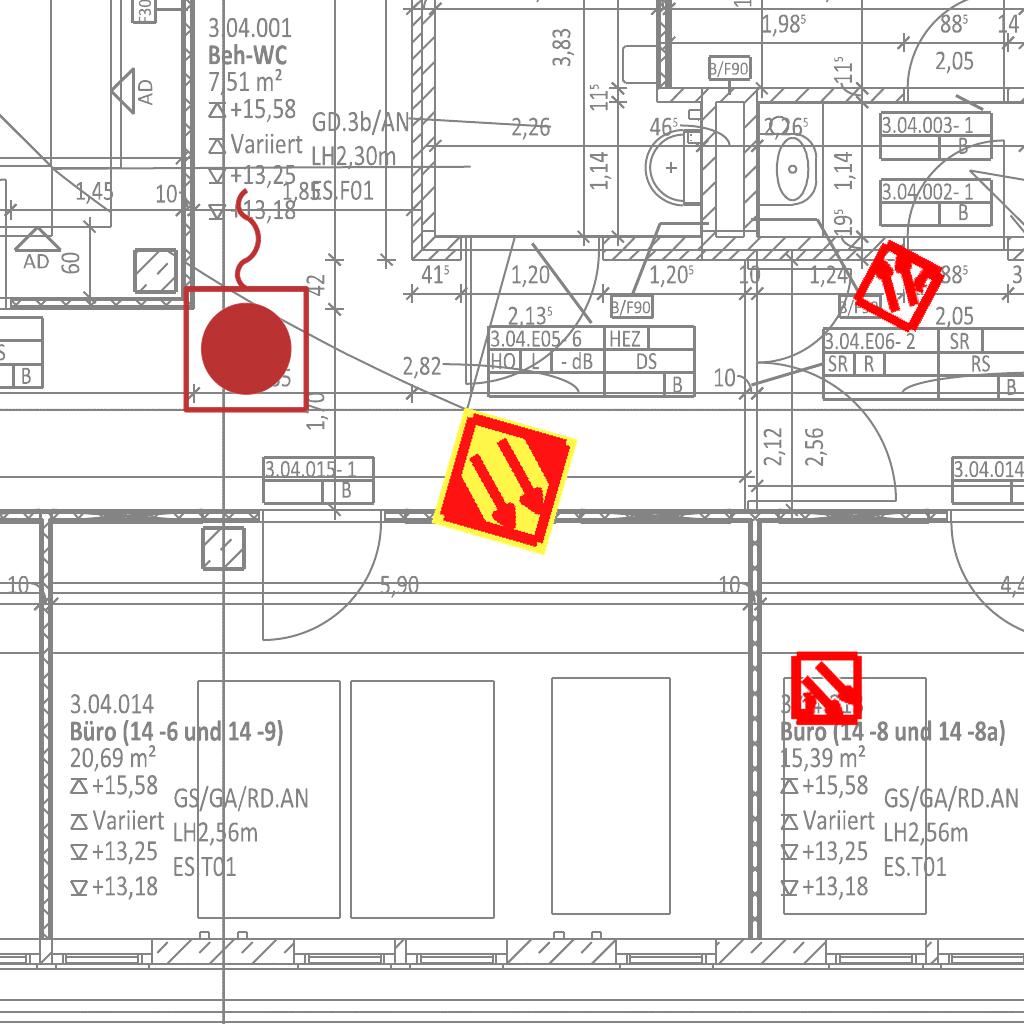 F30
3.04.001
Beh-WC
7,51 m²
+15,58
Variiert
+13,25
+13,18
GD.3b/AN
LH2,30m
ES.F01
AD
AD
1,45
10
1,85
60
3,83
11⁵
2,26
46⁵
2,26
1,14
1,14
19⁵
11⁵
1,98⁵
88⁵
14
2,05
B/F90
3.04.003-1
B
3.04.002-1
B
42
41⁵
1,20
1,20⁵
10
1,24
88⁵
2,13⁵
B/F90
B/F90
2,05
3.04.E05-6 HEZ
HO L - dB DS
B
3.04.E06-2 SR
SR R RS
B
S
B
2,82
10
1,70
2,12
2,56
3.04.015-1
B
3.04.014
10
5,90
10
4,4
3.04.014
Büro (14 -6 und 14 -9)
20,69 m²
+15,58
Variiert
+13,25
+13,18
GS/GA/RD.AN
LH2,56m
ES.T01
Büro (14 -8 und 14 -8a)
15,39 m²
+15,58
Variiert
+13,25
+13,18
GS/GA/RD.AN
LH2,56m
ES.T01